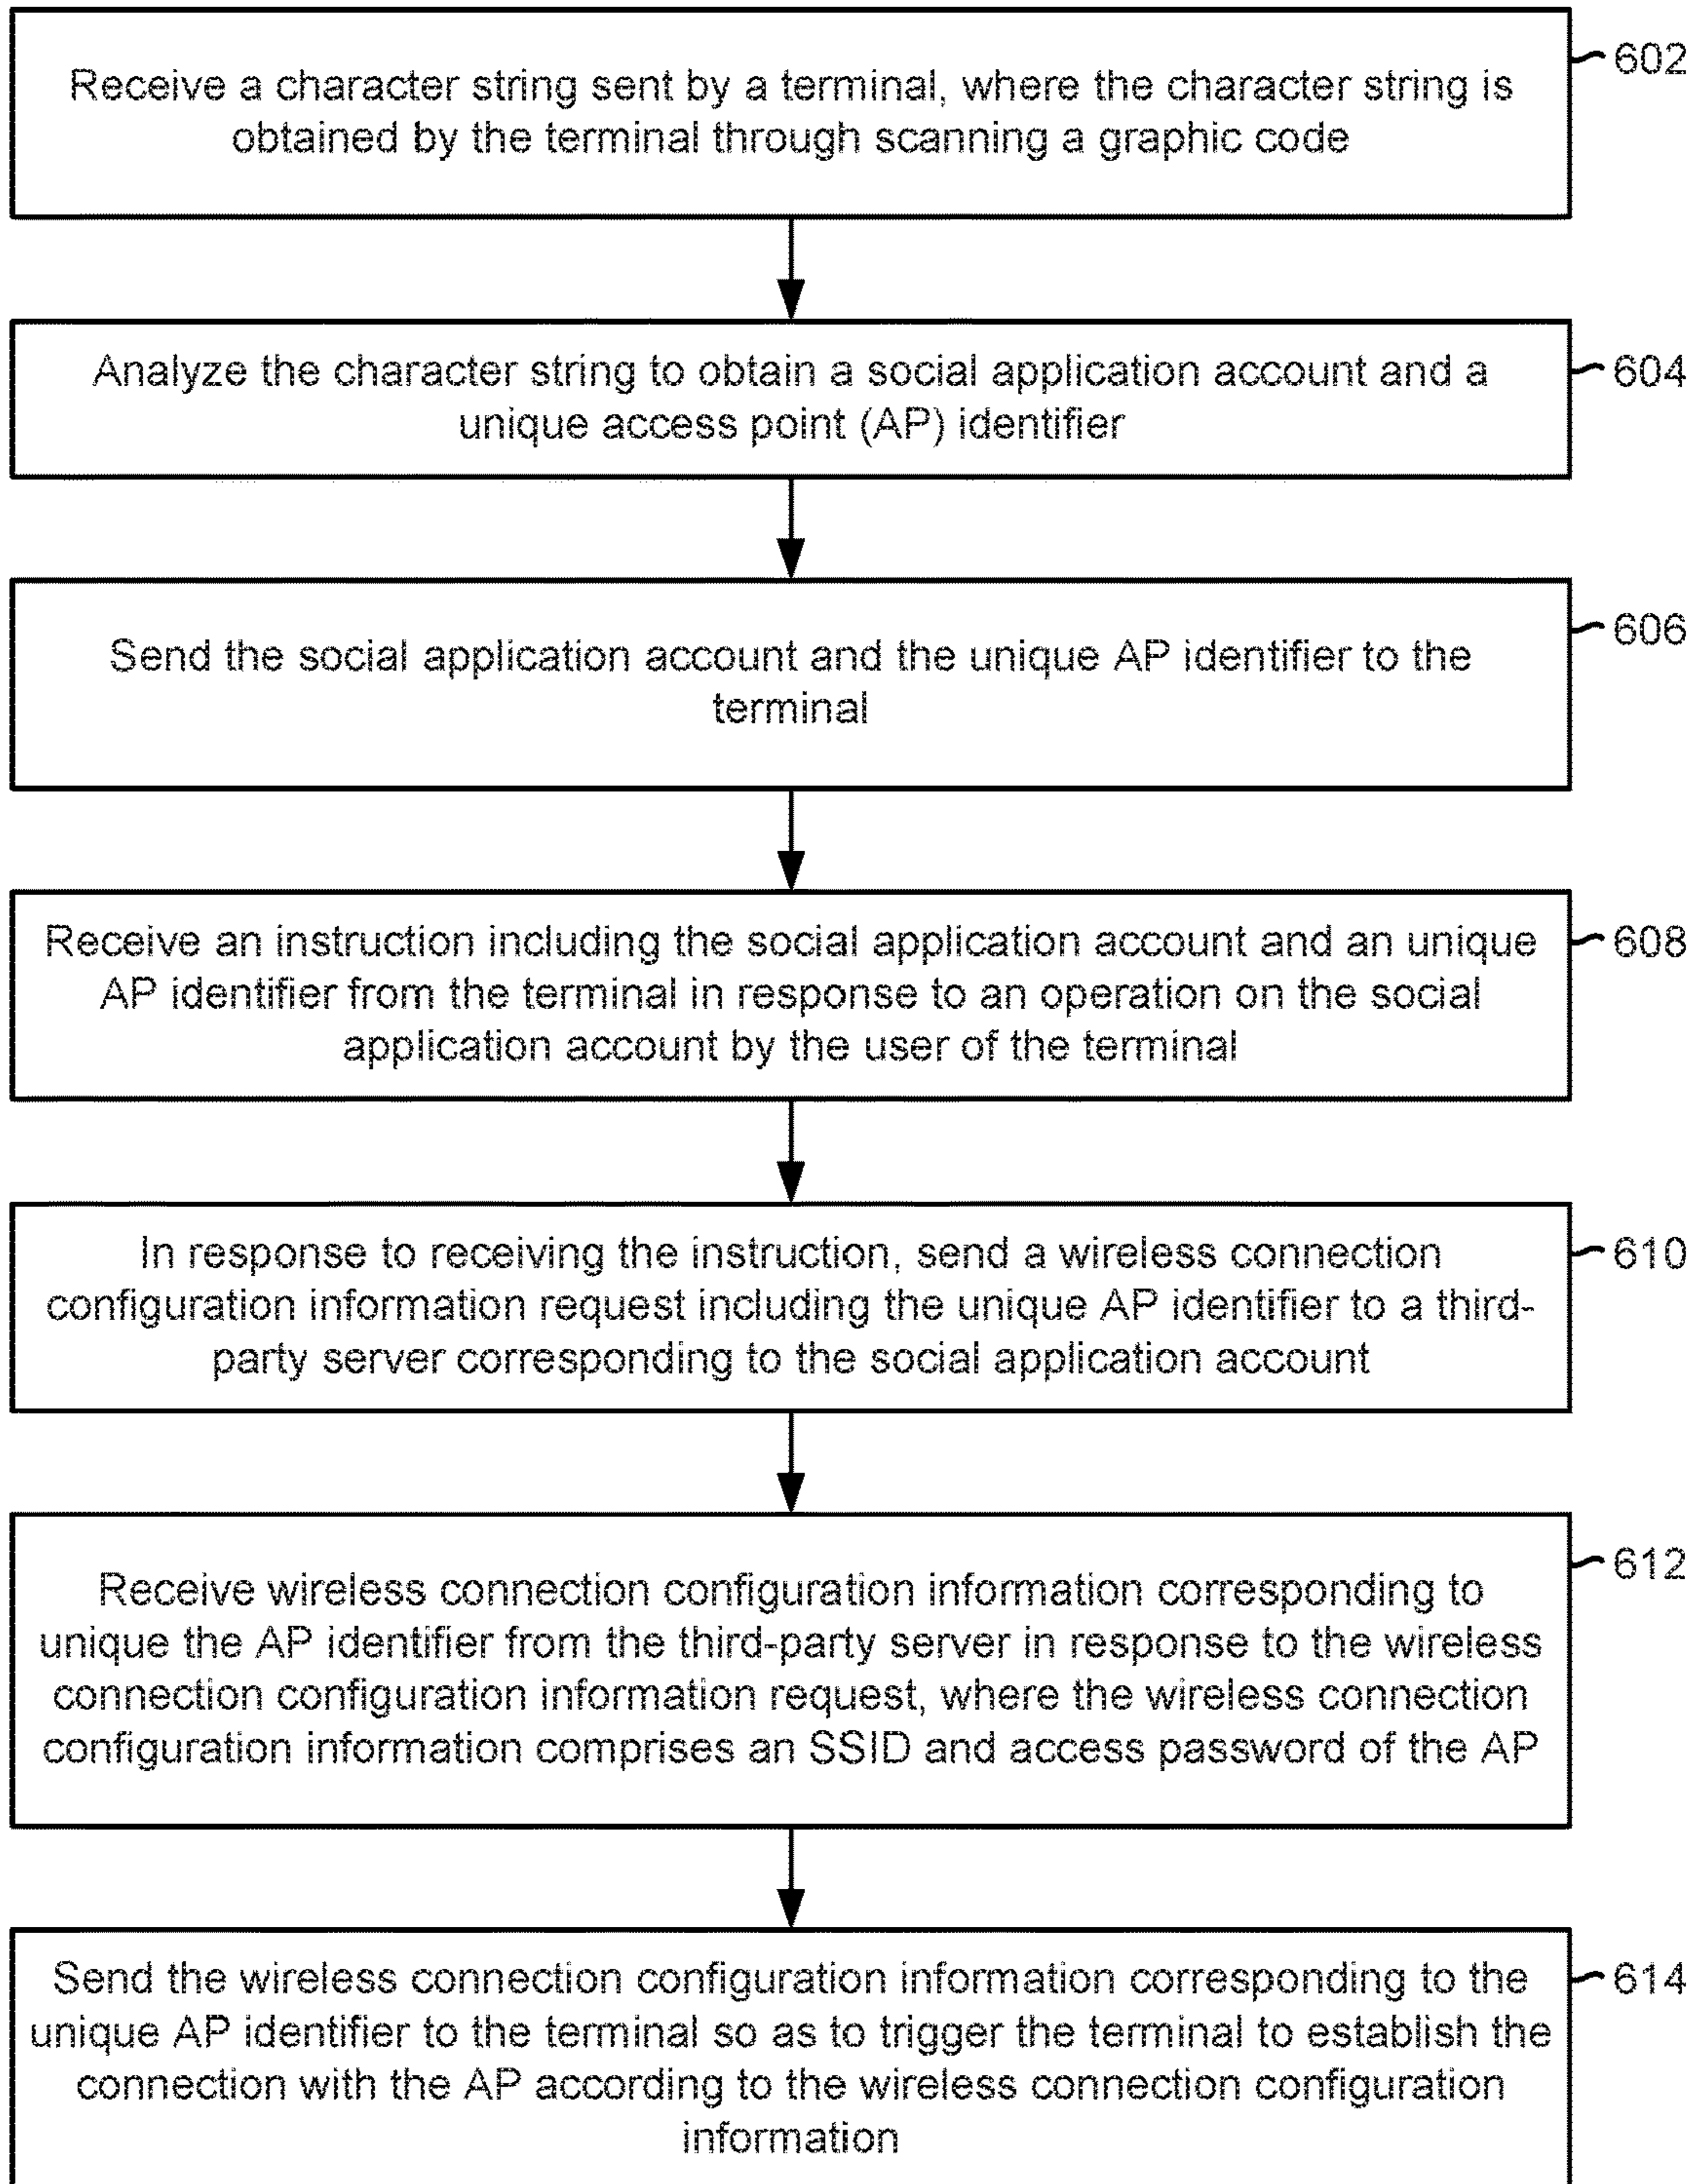 Receive a character string sent by a terminal, where the character string is
obtained by the terminal through scanning a graphic code
602
Analyze the character string to obtain a social application account and a
unique access point (AP) identifier
604
Send the social application account and the unique AP identifier to the
terminal
606
Receive an instruction including the social application account and an unique
AP identifier from the terminal in response to an operation on the social
application account by the user of the terminal
608
In response to receiving the instruction, send a wireless connection
configuration information request including the unique AP identifier to a third-
party server corresponding to the social application account
610
Receive wireless connection configuration information corresponding to
unique the AP identifier from the third-party server in response to the wireless
connection configuration information request, where the wireless connection
configuration information comprises an SSID and access password of the AP
612
Send the wireless connection configuration information corresponding to the
unique AP identifier to the terminal so as to trigger the terminal to establish the
connection with the AP according to the wireless connection configuration
information
614